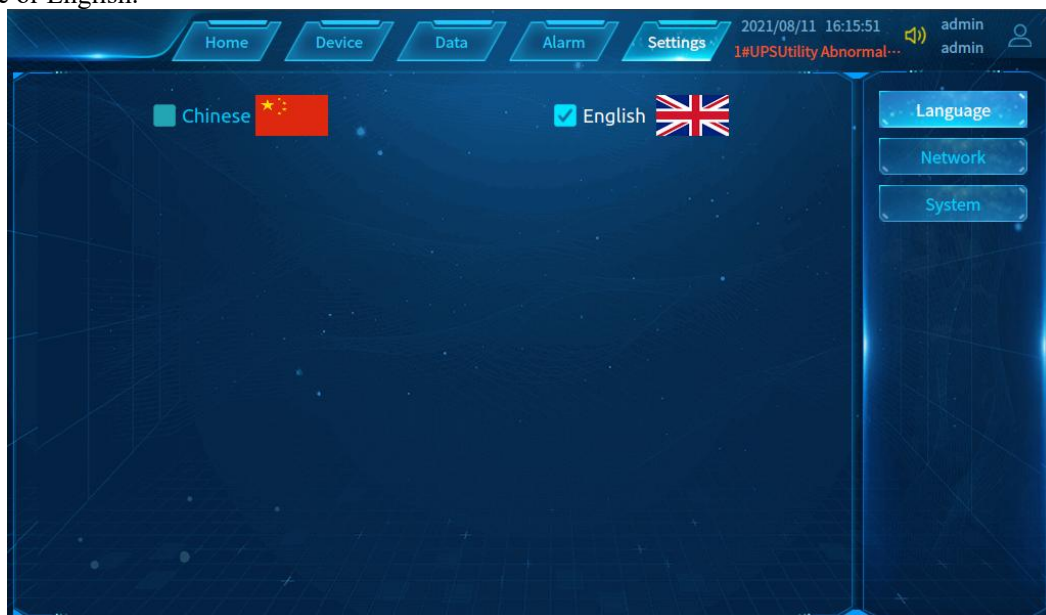 of English.
Home Device Data Alarm Settings 2021/08/11 16:15:51 admin
1#UPSUtility Abnormal··· admin
Chinese English Language
Network
System